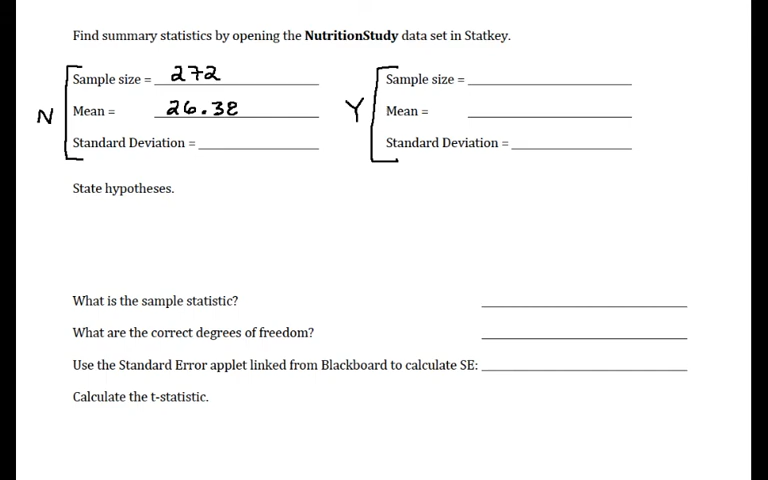 Find summary statistics by opening the NutritionStudy data set in Statkey.
N Sample size = 272
Mean = 26.38
Standard Deviation =
Y Sample size =
Mean =
Standard Deviation =
State hypotheses.
What is the sample statistic?
What are the correct degrees of freedom?
Use the Standard Error applet linked from Blackboard to calculate SE:
Calculate the t-statistic.